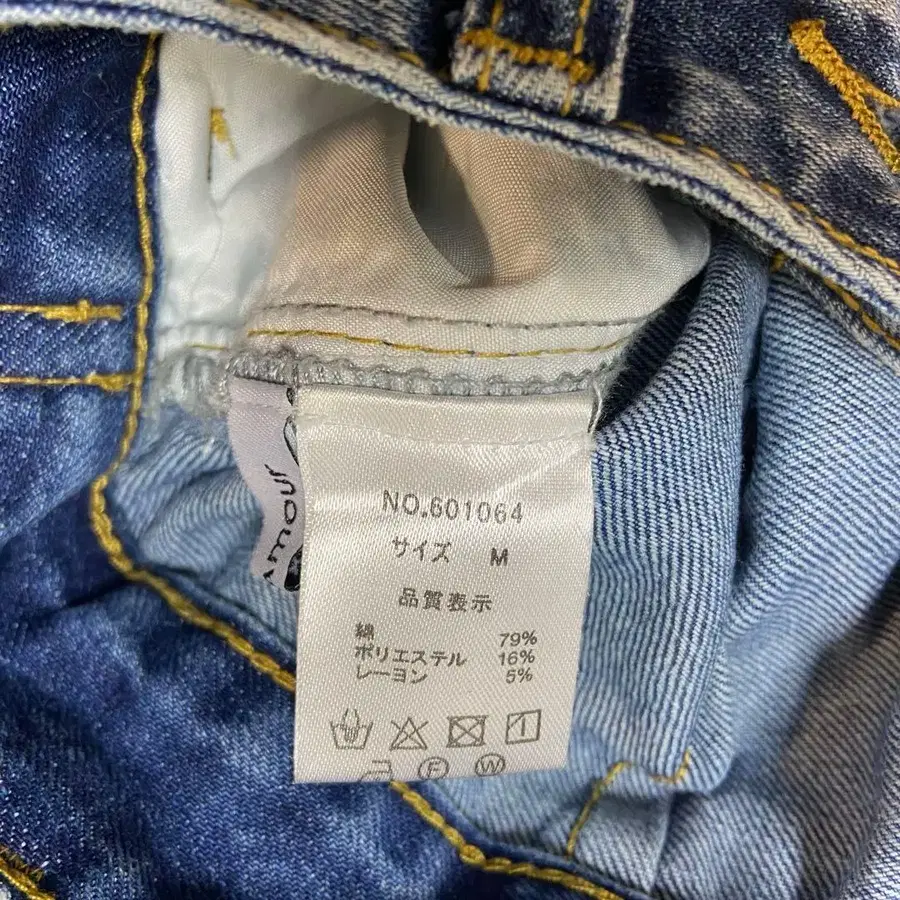 NO.601064
サイズ M
品質表示
綿 79%
ポリエステル 16%
レーヨン 5%
F W